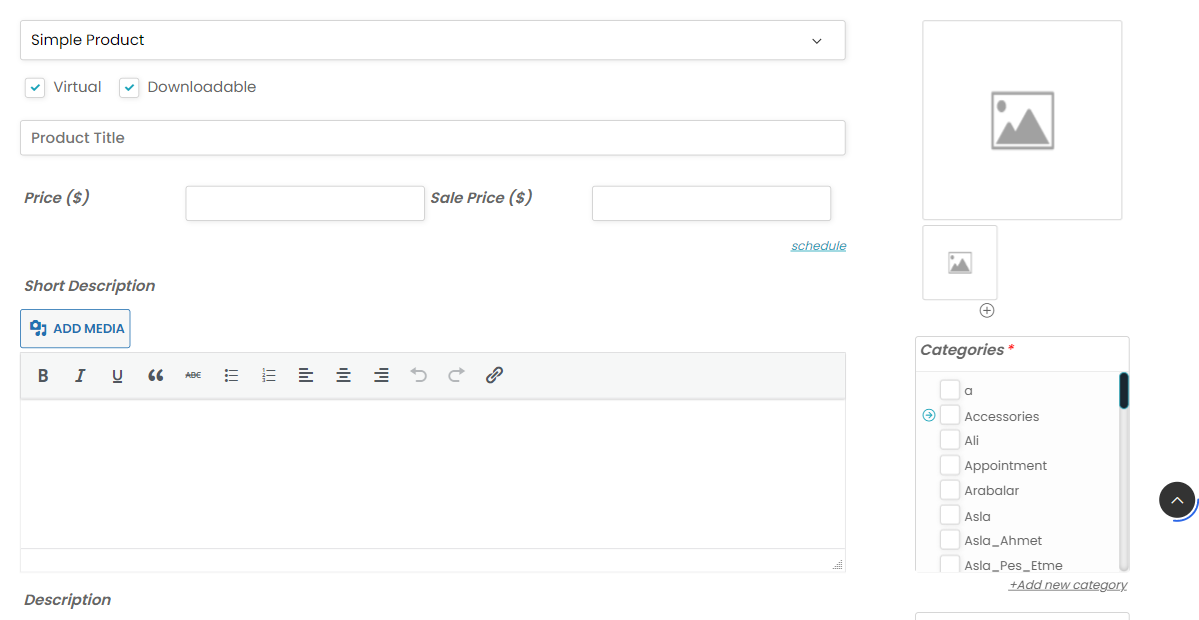 Simple Product
Virtual Downloadable
Product Title
Price ($) Sale Price ($)
schedule
Short Description
ADD MEDIA
B I U ABC
Description
Categories *
a
Accessories
Ali
Appointment
Arabalar
Asla
Asla_Ahmet
Asla_Pes_Etme
+Add new category